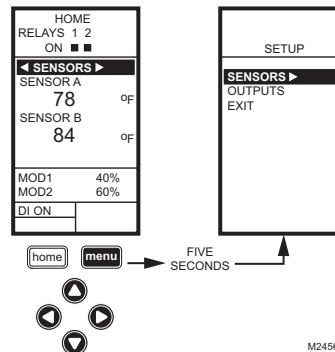 HOME
RELAYS 1 2
ON ■ ■
◄ SENSORS ►
SENSOR A
78 ºF
SENSOR B
84 ºF
MOD1 40%
MOD2 60%
DI ON
home menu
FIVE
SECONDS
SETUP
SENSORS ►
OUTPUTS
EXIT